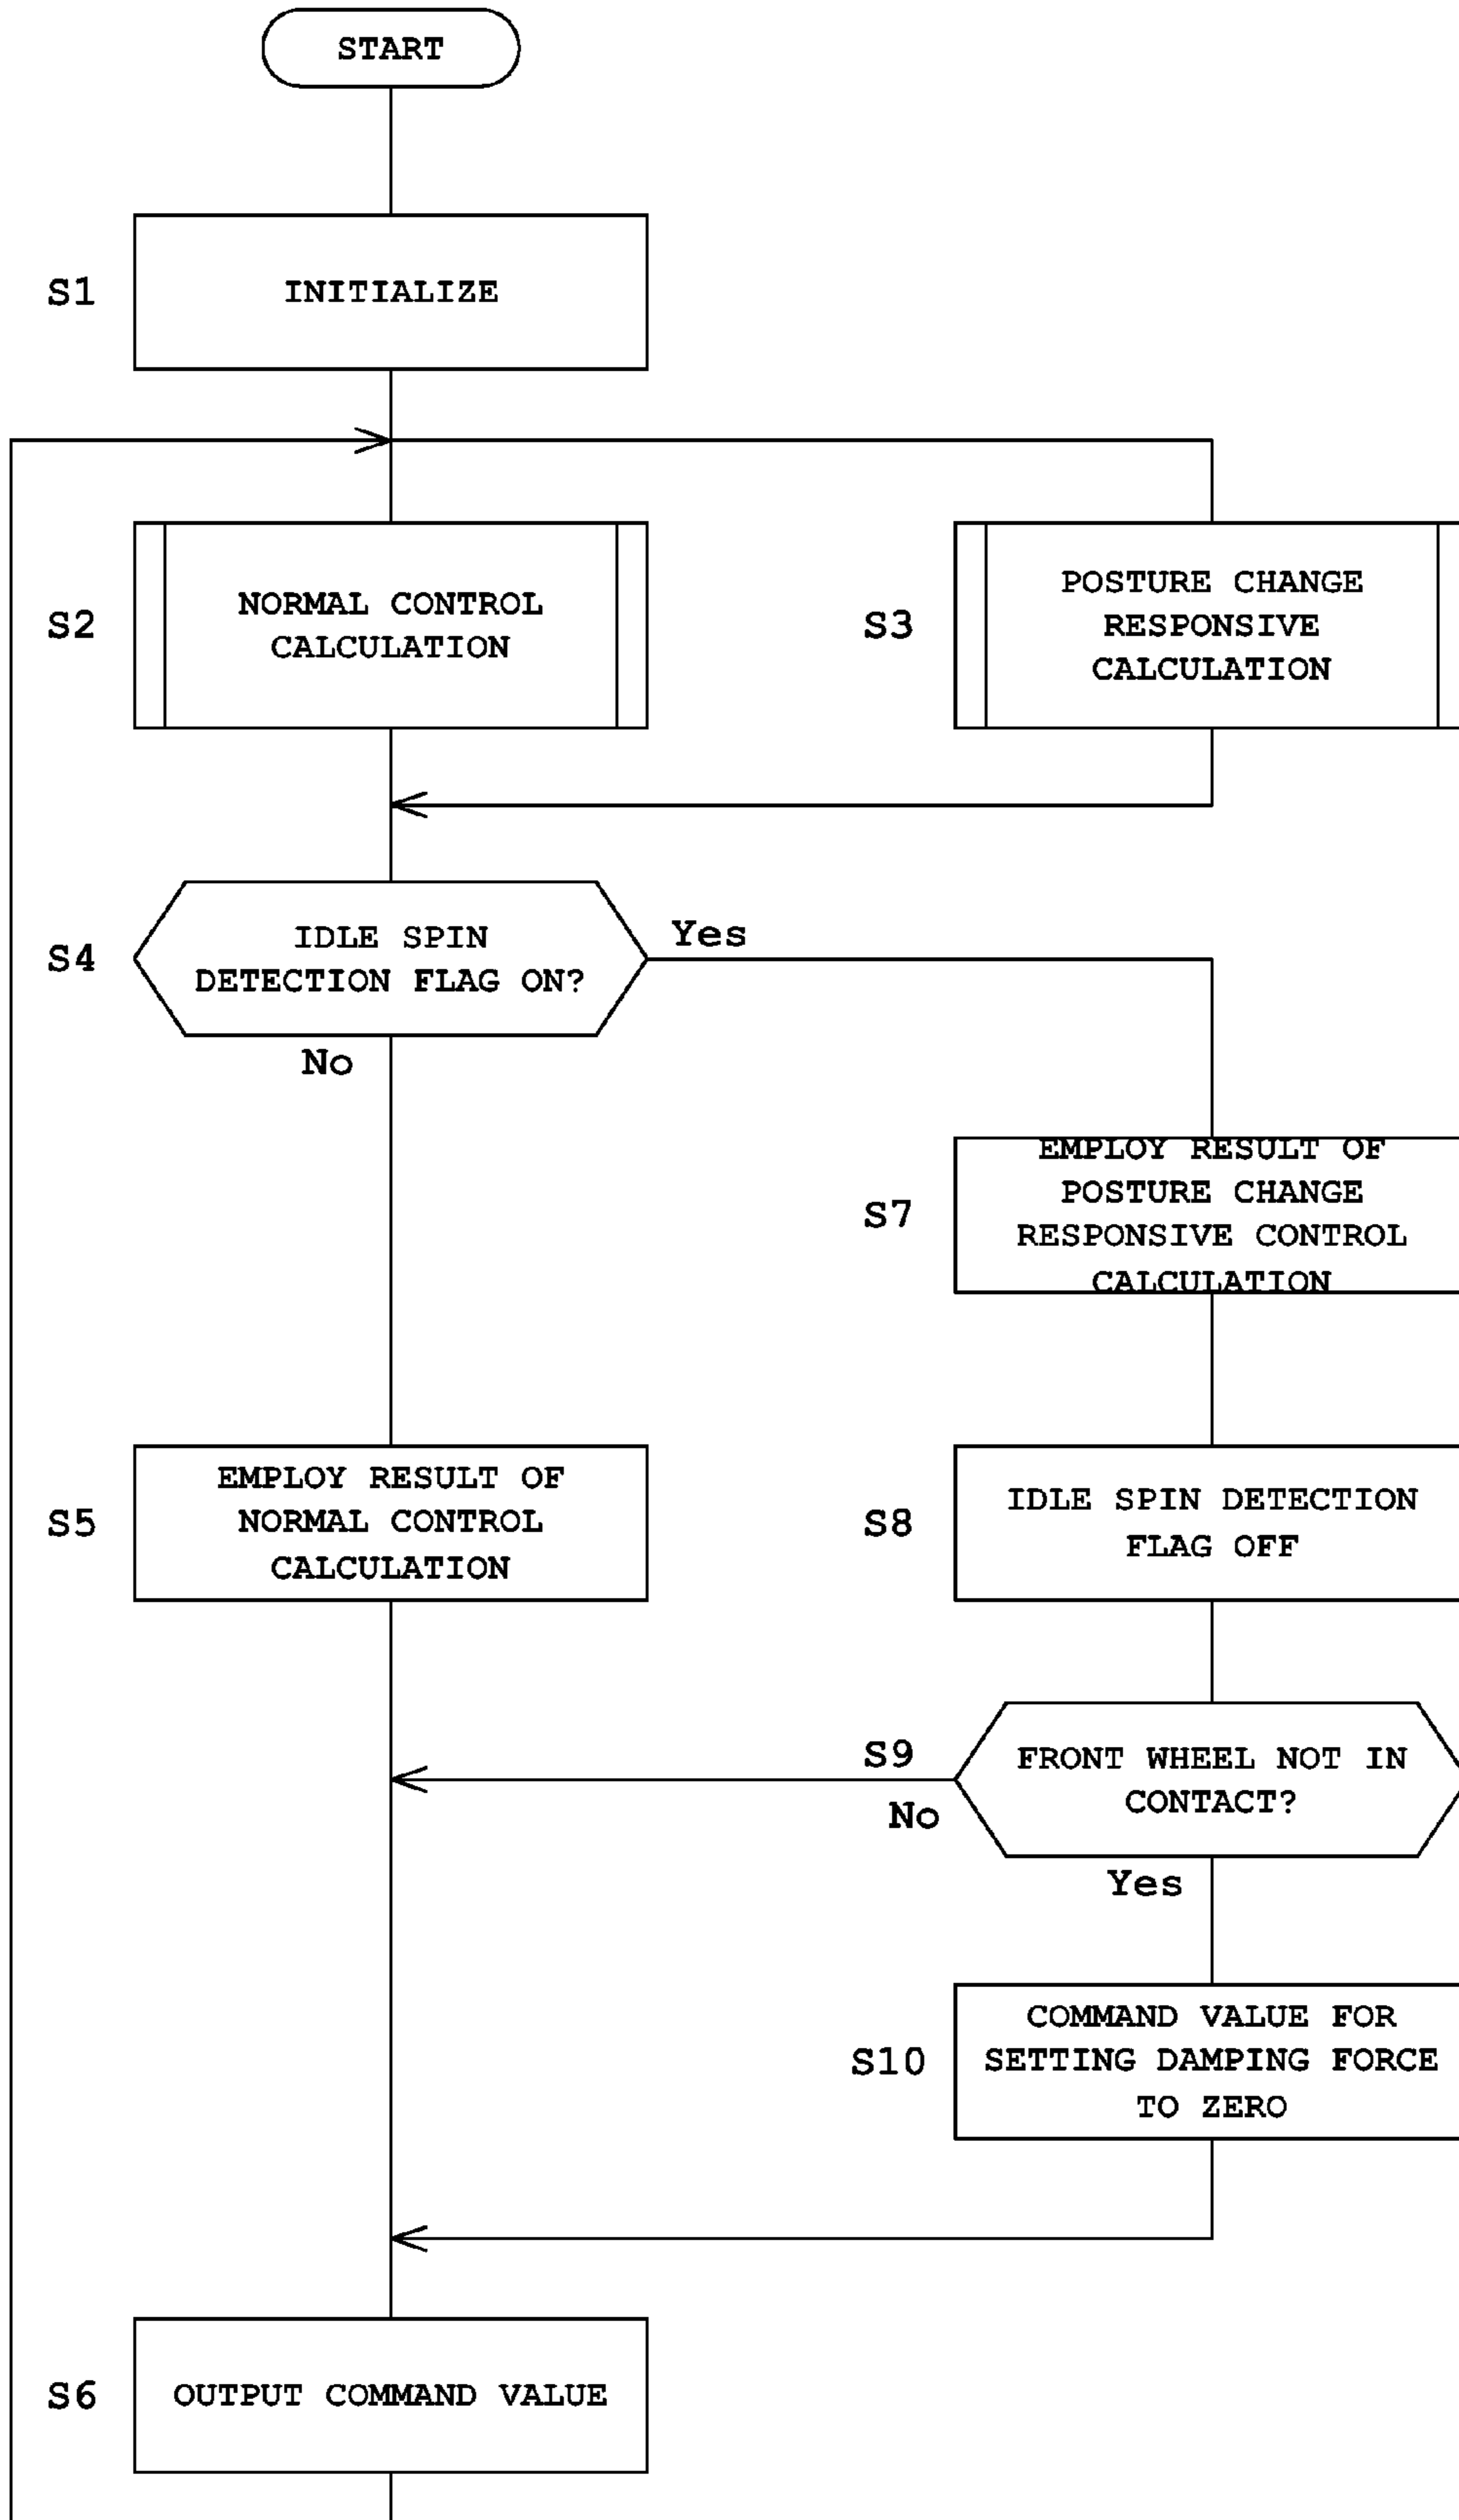 START
S1
INITIALIZE
S2
NORMAL CONTROL
CALCULATION
S3
POSTURE CHANGE
RESPONSIVE
CALCULATION
S4
IDLE SPIN
DETECTION FLAG ON?
Yes
No
S7
EMPLOY RESULT OF
POSTURE CHANGE
RESPONSIVE CONTROL
CALCULATION
S5
EMPLOY RESULT OF
NORMAL CONTROL
CALCULATION
S8
IDLE SPIN DETECTION
FLAG OFF
S9
FRONT WHEEL NOT IN
CONTACT?
No
Yes
S10
COMMAND VALUE FOR
SETTING DAMPING FORCE
TO ZERO
S6
OUTPUT COMMAND VALUE